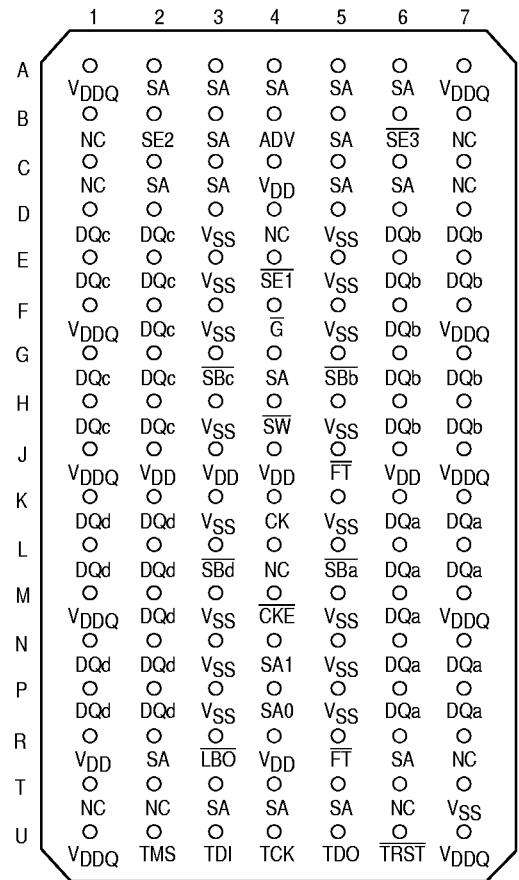 1 2 3 4 5 6 7
A
VDDQ SA SA SA SA SA VDDQ
B
NC SE2 SA ADV SA SE3 NC
C
NC SA SA VDD SA SA NC
D
DQc DQc VSS NC VSS DQb DQb
E
DQc DQc VSS SE1 VSS DQb DQb
F
VDDQ DQc VSS G VSS DQb VDDQ
G
DQc DQc SBc SA SBb DQb DQb
H
DQc DQc VSS SW VSS DQb DQb
J
VDDQ VDD VDD VDD FT VDD VDDQ
K
DQd DQd VSS CK VSS DQa DQa
L
DQd DQd SBd NC SBa DQa DQa
M
VDDQ DQd VSS CKE VSS DQa VDDQ
N
DQd DQd VSS SA1 VSS DQa DQa
P
DQd DQd VSS SA0 VSS DQa DQa
R
VDD SA LBO VDD FT SA NC
T
NC NC SA SA SA NC VSS
U
VDDQ TMS TDI TCK TDO TRST VDDQ